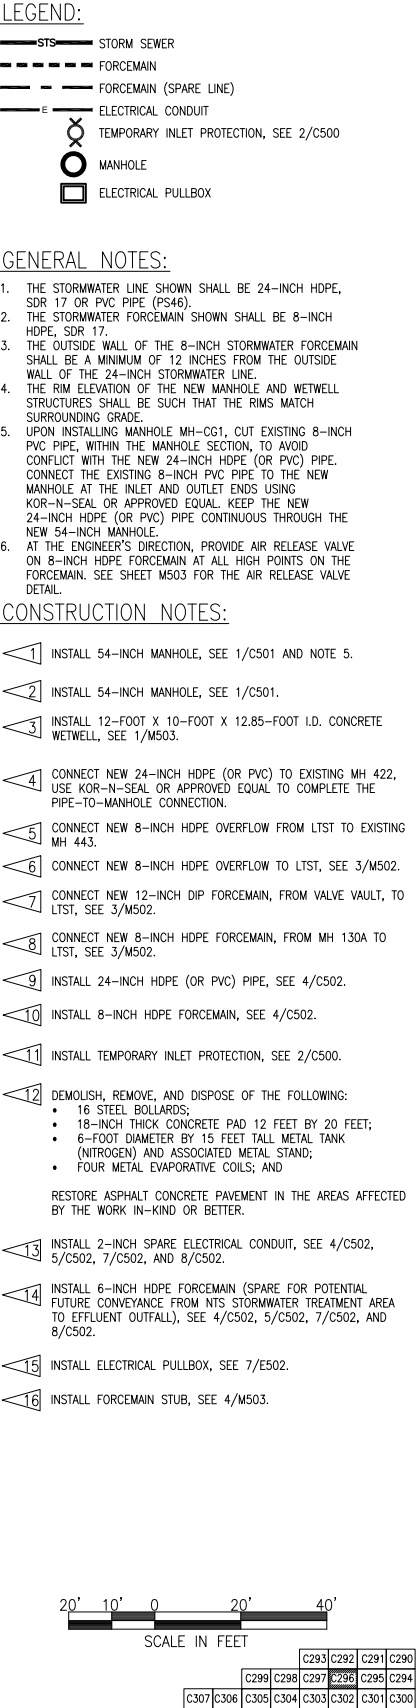 LEGEND:
STS STORM SEWER
FORCEMAIN
FORCEMAIN (SPARE LINE)
E ELECTRICAL CONDUIT
TEMPORARY INLET PROTECTION, SEE 2/C500
MANHOLE
ELECTRICAL PULLBOX
GENERAL NOTES:
1. THE STORMWATER LINE SHOWN SHALL BE 24-INCH HDPE,
SDR 17 OR PVC PIPE (PS46).
2. THE STORMWATER FORCEMAIN SHOWN SHALL BE 8-INCH
HDPE, SDR 17.
3. THE OUTSIDE WALL OF THE 8-INCH STORMWATER FORCEMAIN
SHALL BE A MINIMUM OF 12 INCHES FROM THE OUTSIDE
WALL OF THE 24-INCH STORMWATER LINE.
4. THE RIM ELEVATION OF THE NEW MANHOLE AND WETWELL
STRUCTURES SHALL BE SUCH THAT THE RIMS MATCH
SURROUNDING GRADE.
5. UPON INSTALLING MANHOLE MH-CG1, CUT EXISTING 8-INCH
PVC PIPE, WITHIN THE MANHOLE SECTION, TO AVOID
CONFLICT WITH THE NEW 24-INCH HDPE (OR PVC) PIPE.
CONNECT THE EXISTING 8-INCH PVC PIPE TO THE NEW
MANHOLE AT THE INLET AND OUTLET ENDS USING
KOR-N-SEAL OR APPROVED EQUAL. KEEP THE NEW
24-INCH HDPE (OR PVC) PIPE CONTINUOUS THROUGH THE
NEW 54-INCH MANHOLE.
6. AT THE ENGINEER'S DIRECTION, PROVIDE AIR RELEASE VALVE
ON 8-INCH HDPE FORCEMAIN AT ALL HIGH POINTS ON THE
FORCEMAIN. SEE SHEET M503 FOR THE AIR RELEASE VALVE
DETAIL.
CONSTRUCTION NOTES:
1 INSTALL 54-INCH MANHOLE, SEE 1/C501 AND NOTE 5.
2 INSTALL 54-INCH MANHOLE, SEE 1/C501.
3 INSTALL 12-FOOT X 10-FOOT X 12.85-FOOT I.D. CONCRETE
WETWELL, SEE 1/M503.
4 CONNECT NEW 24-INCH HDPE (OR PVC) TO EXISTING MH 422,
USE KOR-N-SEAL OR APPROVED EQUAL TO COMPLETE THE
PIPE-TO-MANHOLE CONNECTION.
5 CONNECT NEW 8-INCH HDPE OVERFLOW FROM LTST TO EXISTING
MH 443.
6 CONNECT NEW 8-INCH HDPE OVERFLOW TO LTST, SEE 3/M502.
7 CONNECT NEW 12-INCH DIP FORCEMAIN, FROM VALVE VAULT, TO
LTST, SEE 3/M502.
8 CONNECT NEW 8-INCH HDPE FORCEMAIN, FROM MH 130A TO
LTST, SEE 3/M502.
9 INSTALL 24-INCH HDPE (OR PVC) PIPE, SEE 4/C502.
10 INSTALL 8-INCH HDPE FORCEMAIN, SEE 4/C502.
11 INSTALL TEMPORARY INLET PROTECTION, SEE 2/C500.
12 DEMOLISH, REMOVE, AND DISPOSE OF THE FOLLOWING:
• 16 STEEL BOLLARDS;
• 18-INCH THICK CONCRETE PAD 12 FEET BY 20 FEET;
• 6-FOOT DIAMETER BY 15 FEET TALL METAL TANK
(NITROGEN) AND ASSOCIATED METAL STAND;
• FOUR METAL EVAPORATIVE COILS; AND
RESTORE ASPHALT CONCRETE PAVEMENT IN THE AREAS AFFECTED
BY THE WORK IN-KIND OR BETTER.
13 INSTALL 2-INCH SPARE ELECTRICAL CONDUIT, SEE 4/C502,
5/C502, 7/C502, AND 8/C502.
14 INSTALL 6-INCH HDPE FORCEMAIN (SPARE FOR POTENTIAL
FUTURE CONVEYANCE FROM NTS STORMWATER TREATMENT AREA
TO EFFLUENT OUTFALL), SEE 4/C502, 5/C502, 7/C502, AND
8/C502.
15 INSTALL ELECTRICAL PULLBOX, SEE 7/E502.
16 INSTALL FORCEMAIN STUB, SEE 4/M503.
20' 10' 0 20' 40'
SCALE IN FEET
C293 C292 C291 C290
C299 C298 C297 C296 C295 C294
C307 C306 C305 C304 C303 C302 C301 C300